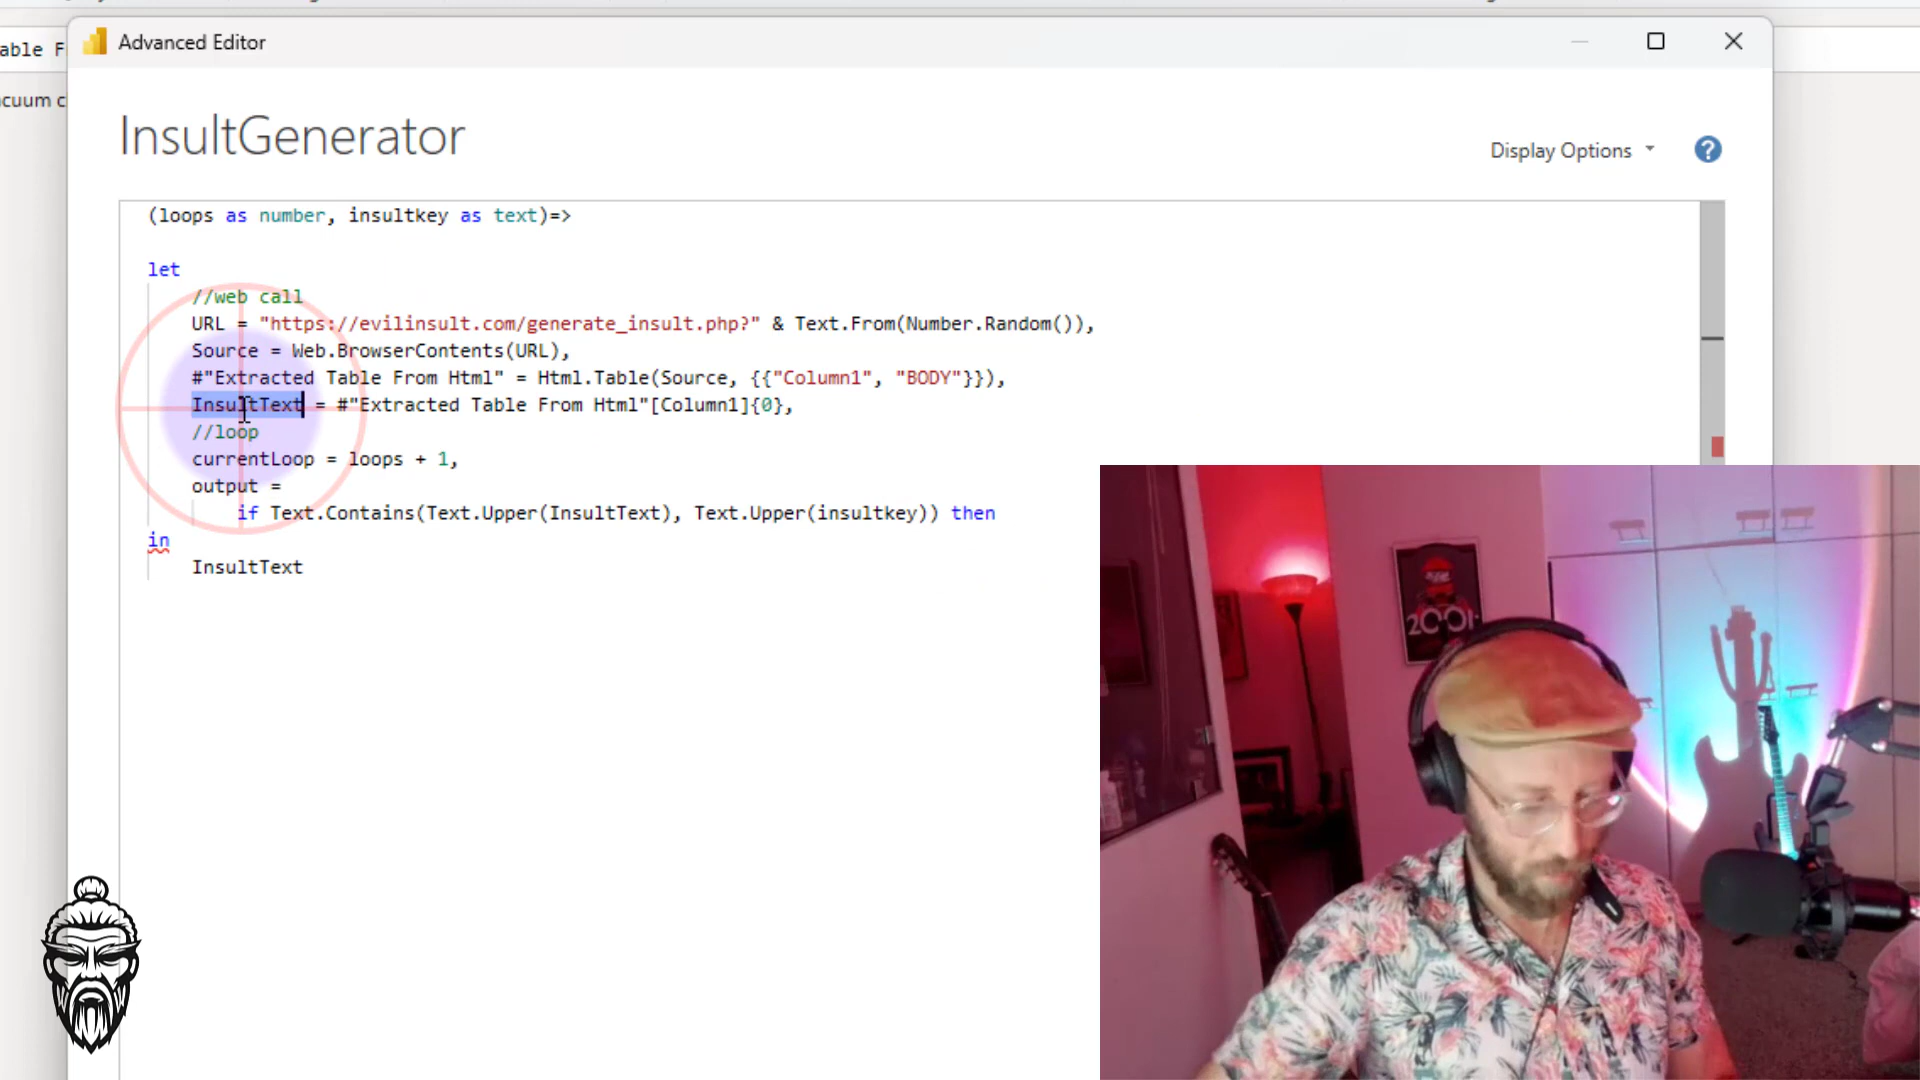 able F
Advanced Editor
cuum c
InsultGenerator
Display Options
?
(loops as number, insultkey as text)=>
let
//web call
URL = "https://evilinsult.com/generate_insult.php?" & Text.From(Number.Random()),
Source = Web.BrowserContents(URL),
#"Extracted Table From Html" = Html.Table(Source, {{"Column1", "BODY"}}),
InsultText = #"Extracted Table From Html"[Column1]{0},
//loop
currentLoop = loops + 1,
output =
if Text.Contains(Text.Upper(InsultText), Text.Upper(insultkey)) then
in
InsultText
2001